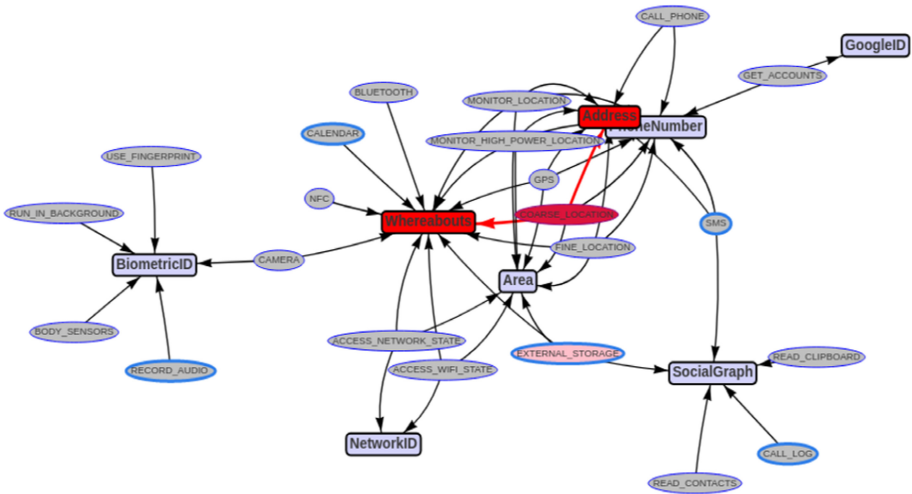 CALL_PHONE
GoogleID
GET_ACCOUNTS
BLUETOOTH
MONITOR_LOCATION
Address
PhoneNumber
CALENDAR
MONITOR_HIGH_POWER_LOCATION
USE_FINGERPRINT
GPS
NFC
RUN_IN_BACKGROUND
COARSE_LOCATION
Whereabouts
SMS
FINE_LOCATION
BiometricID
CAMERA
Area
BODY_SENSORS
ACCESS_NETWORK_STATE
EXTERNAL_STORAGE
READ_CLIPBOARD
RECORD_AUDIO
ACCESS_WIFI_STATE
SocialGraph
NetworkID
CALL_LOG
READ_CONTACTS